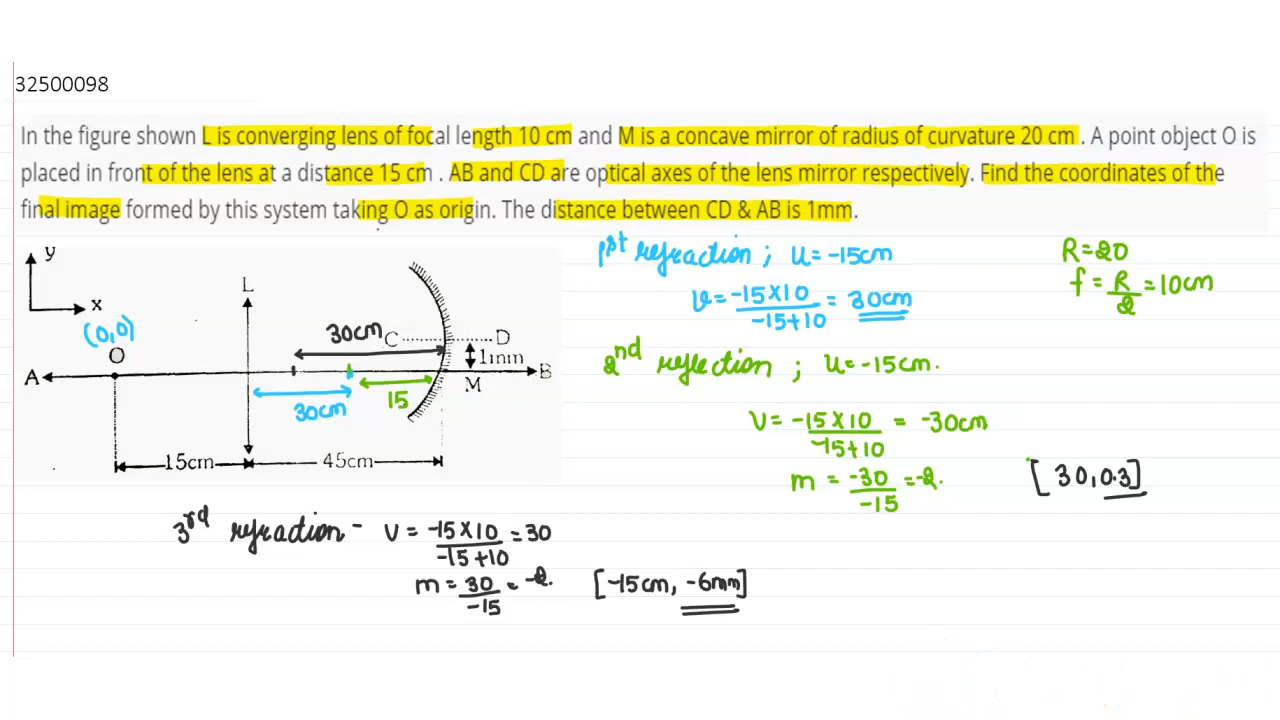 32500098
In the figure shown L is converging lens of focal length 10 cm and M is a concave mirror of radius of curvature 20 cm . A point object O is
placed in front of the lens at a distance 15 cm . AB and CD are optical axes of the lens mirror respectively. Find the coordinates of the
final image formed by this system taking O as origin. The distance between CD & AB is 1mm.
y
x
(0,0)
O
A
L
30cm
C
D
1mm
M
B
30cm
15
15cm
45cm
1st refraction ; u = -15cm
v = -15×10 / -15+10 = 30cm
R = 20
f = R/2 = 10cm
2nd reflection ; u = -15cm.
v = -15×10 / -15+10 = -30cm
m = -30 / -15 = -2.
[30, 0.3]
3rd refraction - v = -15×10 / -15+10 = 30
m = 30 / -15 = -2.
[-15cm, -6mm]